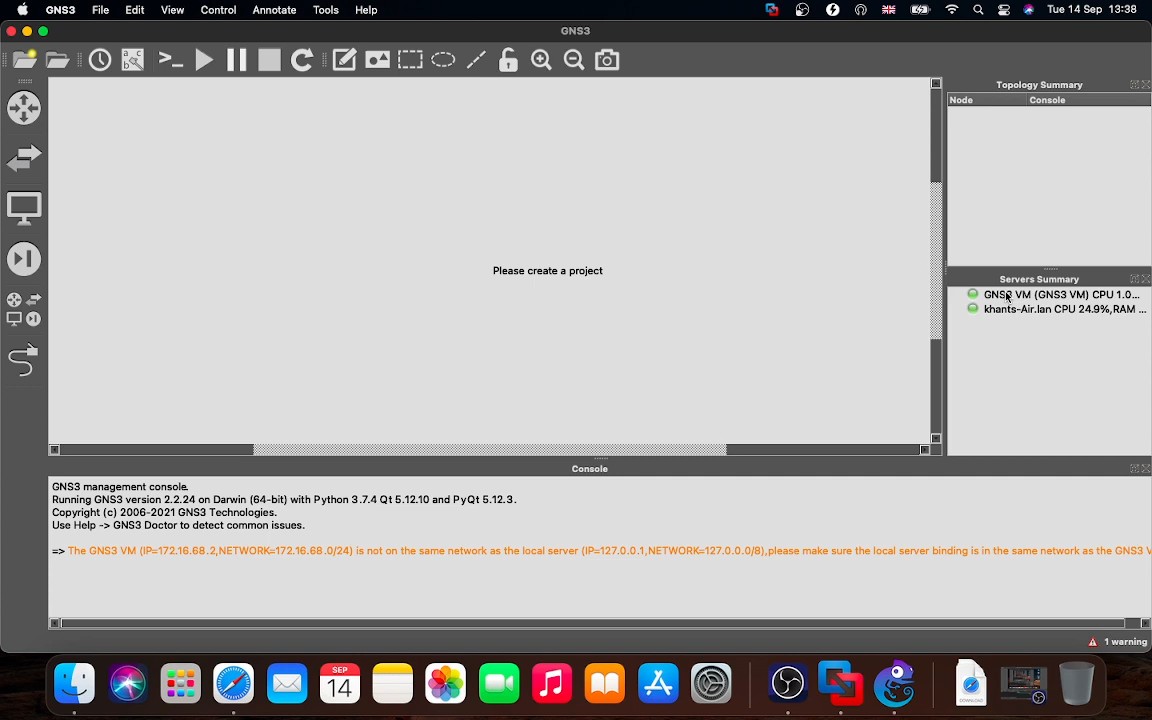 GNS3 File Edit View Control Annotate Tools Help Tue 14 Sep 13:38
GNS3
Topology Summary
Node Console
Please create a project
Servers Summary
GNS3 VM (GNS3 VM) CPU 1.0...
khants-Air.lan CPU 24.9%, RAM ...
Console
GNS3 management console.
Running GNS3 version 2.2.24 on Darwin (64-bit) with Python 3.7.4 Qt 5.12.10 and PyQt 5.12.3.
Copyright (c) 2006-2021 GNS3 Technologies.
Use Help -> GNS3 Doctor to detect common issues.
=> The GNS3 VM (IP=172.16.68.2, NETWORK=172.16.68.0/24) is not on the same network as the local server (IP=127.0.0.1, NETWORK=127.0.0.0/8), please make sure the local server binding is in the same network as the GNS3 V
1 warning
SEP
14